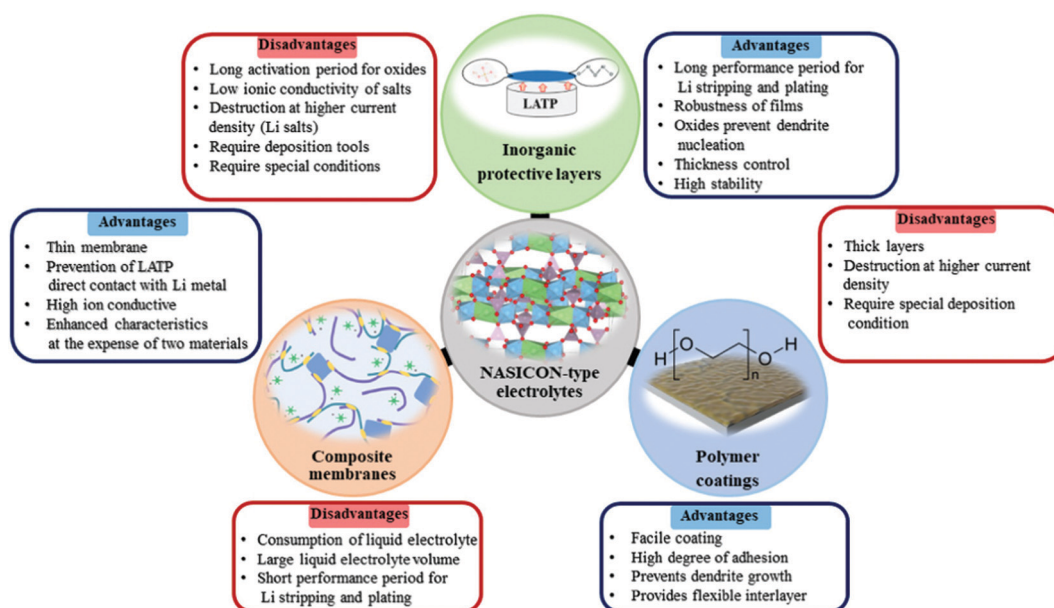 Disadvantages
• Long activation period for oxides
• Low ionic conductivity of salts
• Destruction at higher current
density (Li salts)
• Require deposition tools
• Require special conditions
LATP
Inorganic
protective layers
Advantages
• Long performance period for
Li stripping and plating
• Robustness of films
• Oxides prevent dendrite
nucleation
• Thickness control
• High stability
Advantages
• Thin membrane
• Prevention of LATP
direct contact with Li metal
• High ion conductive
• Enhanced characteristics
at the expense of two materials
NASICON-type
electrolytes
Disadvantages
• Thick layers
• Destruction at higher current
density
• Require special deposition
condition
Composite
membranes
H O O H
n
Polymer
coatings
Disadvantages
• Consumption of liquid electrolyte
• Large liquid electrolyte volume
• Short performance period for
Li stripping and plating
Advantages
• Facile coating
• High degree of adhesion
• Prevents dendrite growth
• Provides flexible interlayer